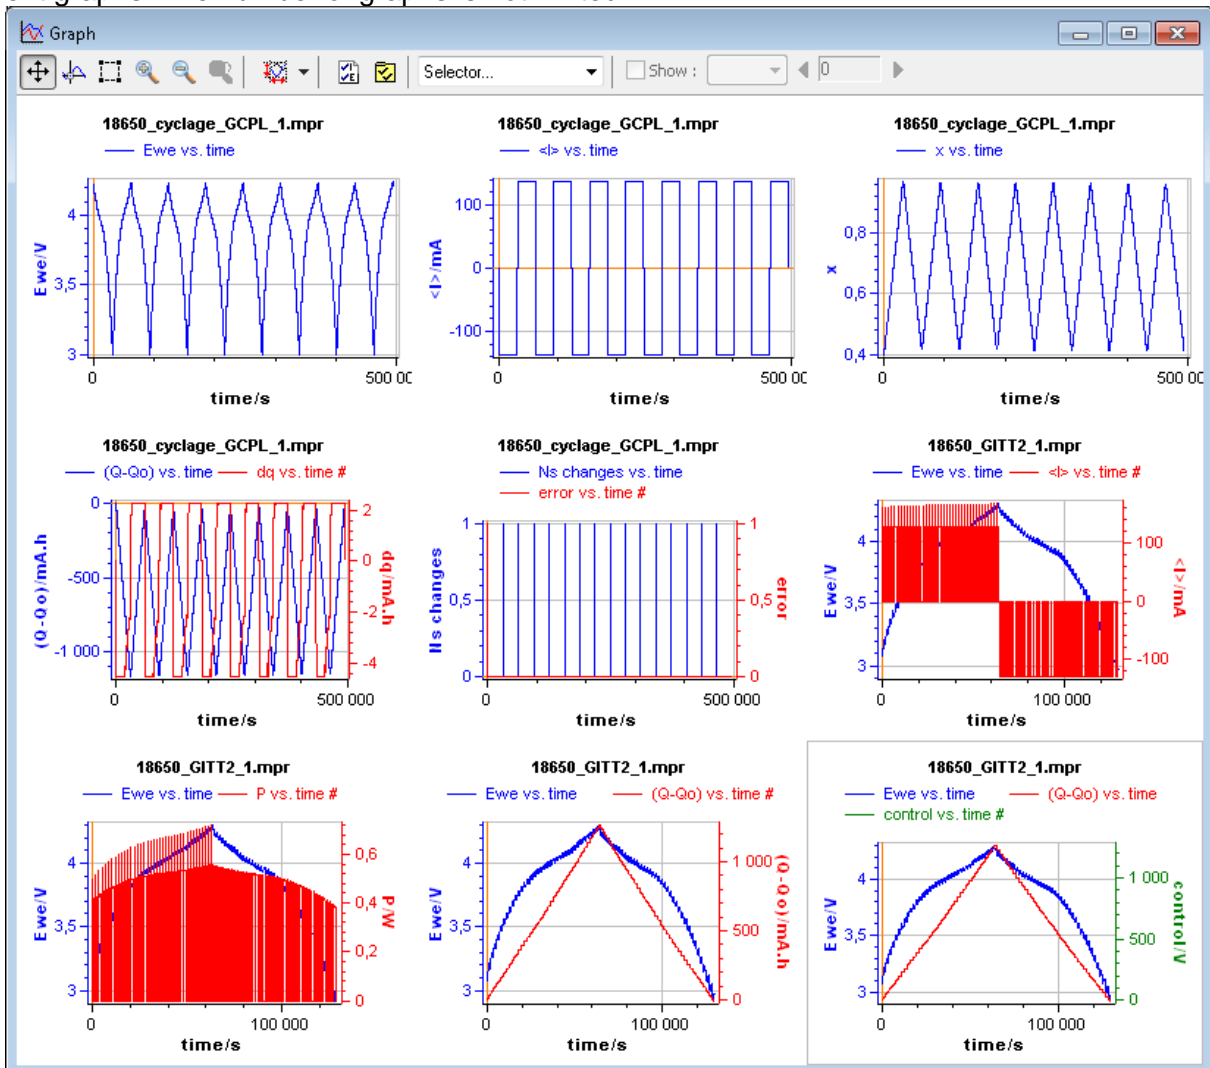 Graph
Selector...
Show :
0
18650_cyclage_GCPL_1.mpr
Ewe vs. time
Ewe/V
4
3,5
3
0
500 00
time/s
18650_cyclage_GCPL_1.mpr
<I> vs. time
<I>/mA
100
0
-100
0
500 00
time/s
18650_cyclage_GCPL_1.mpr
x vs. time
x
0,8
0,6
0,4
0
500 00
time/s
18650_cyclage_GCPL_1.mpr
(Q-Qo) vs. time dq vs. time #
(Q-Qo)/mA.h
0
-500
-1 000
2
0
-2
-4
dq/mA.h
0
500 000
time/s
18650_cyclage_GCPL_1.mpr
Ns changes vs. time
error vs. time #
Ns changes
1
0,5
0
1
0,5
0
error
0
500 000
time/s
18650_GITT2_1.mpr
Ewe vs. time <I> vs. time #
Ewe/V
4
3,5
3
100
0
-100
<I>/mA
0
100 000
time/s
18650_GITT2_1.mpr
Ewe vs. time P vs. time #
Ewe/V
4
3,5
3
0,6
0,4
0,2
0
P/W
0
100 000
time/s
18650_GITT2_1.mpr
Ewe vs. time (Q-Qo) vs. time #
Ewe/V
4
3,5
3
1 000
500
0
(Q-Qo)/mA.h
0
100 000
time/s
18650_GITT2_1.mpr
Ewe vs. time (Q-Qo) vs. time
control vs. time #
Ewe/V
4
3,5
3
1 000
500
0
control/V
0
100 000
time/s